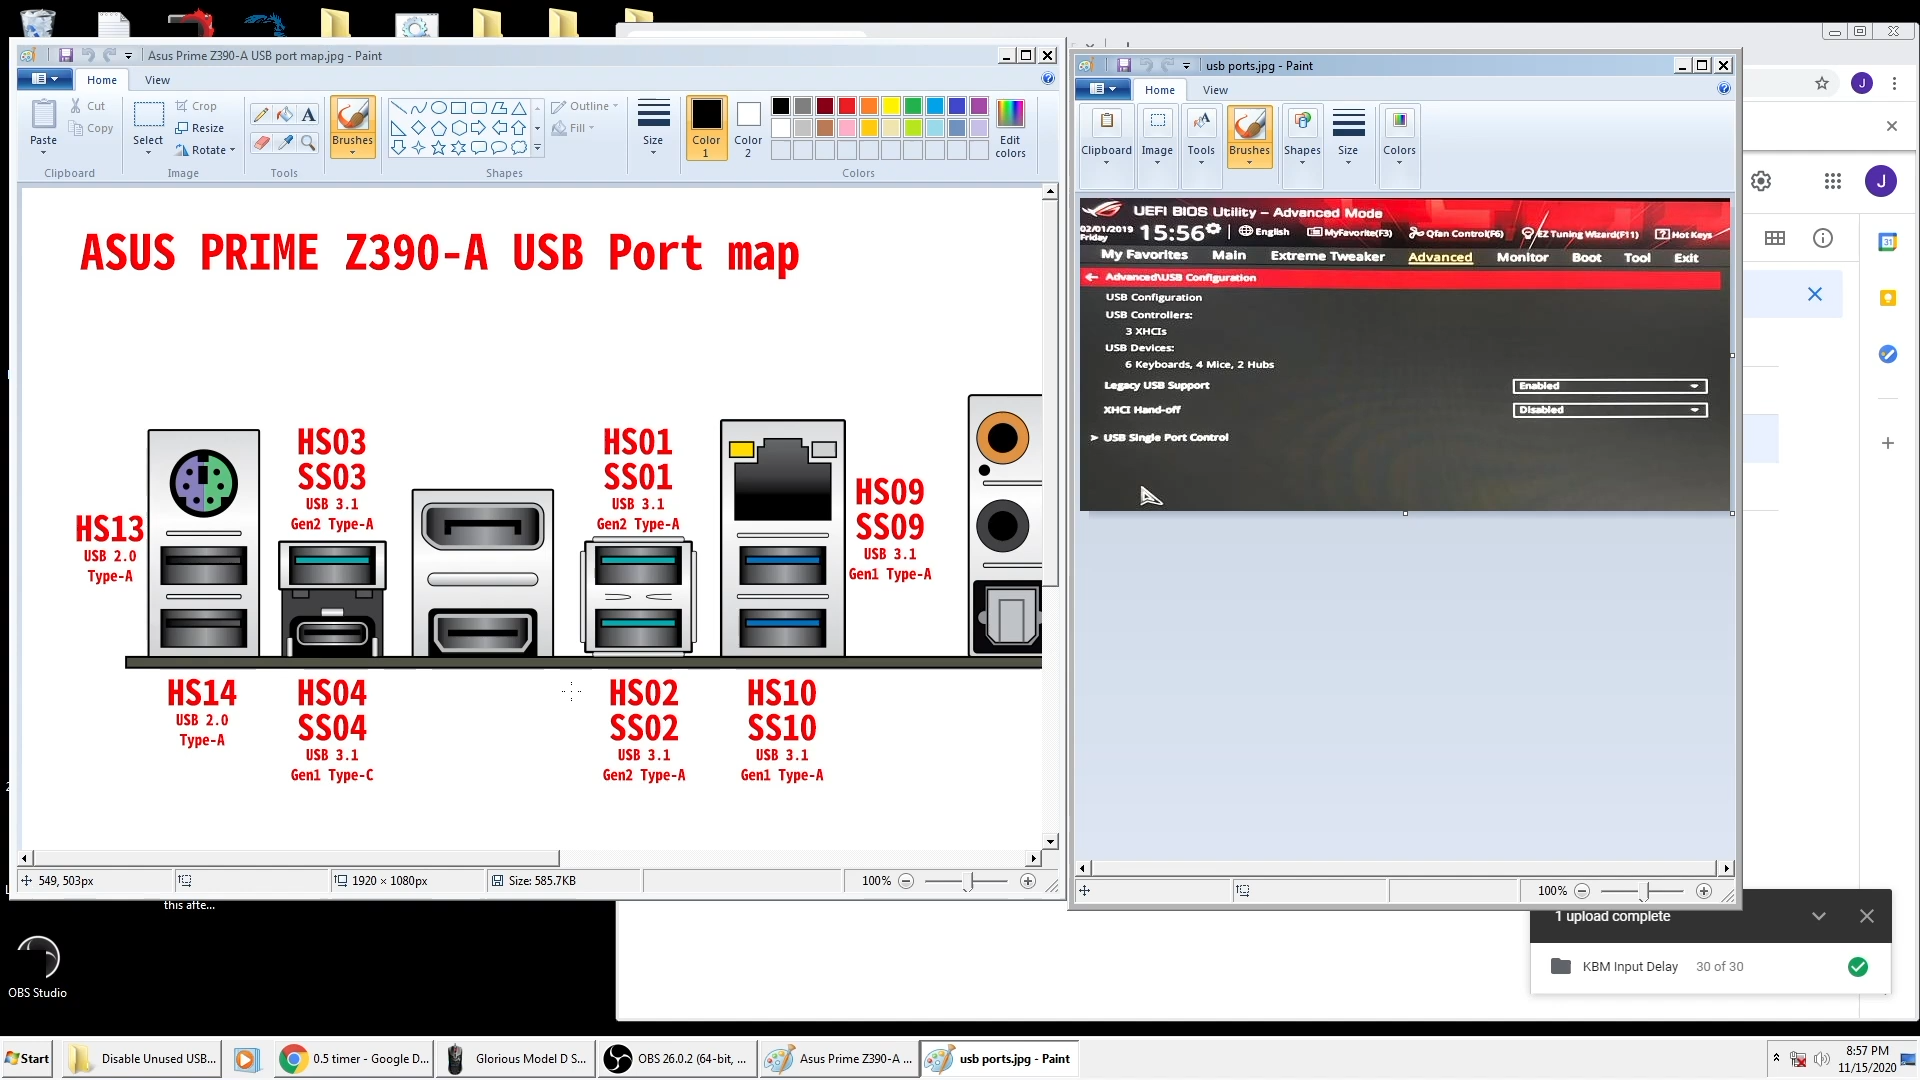 Asus Prime Z390-A USB port map.jpg - Paint
Home View
Paste
Cut
Copy
Clipboard
Select
Crop
Resize
Rotate
Image
Tools
Brushes
Outline
Fill
Shapes
Size
Color 1
Color 2
Edit colors
Colors
ASUS PRIME Z390-A USB Port map
HS13
USB 2.0
Type-A
HS03
SS03
USB 3.1
Gen2 Type-A
HS01
SS01
USB 3.1
Gen2 Type-A
HS09
SS09
USB 3.1
Gen1 Type-A
HS14
USB 2.0
Type-A
HS04
SS04
USB 3.1
Gen1 Type-C
HS02
SS02
USB 3.1
Gen2 Type-A
HS10
SS10
USB 3.1
Gen1 Type-A
549, 503px
1920 × 1080px
Size: 585.7KB
100%
usb ports.jpg - Paint
Home View
Clipboard
Image
Tools
Brushes
Shapes
Size
Colors
UEFI BIOS Utility – Advanced Mode
02/01/2019
Friday
15:56
English
MyFavorite(F3)
Qfan Control(F6)
EZ Tuning Wizard(F11)
Hot Keys
My Favorites Main Extreme Tweaker Advanced Monitor Boot Tool Exit
Advanced\USB Configuration
USB Configuration
USB Controllers:
3 XHCIs
USB Devices:
6 Keyboards, 4 Mice, 2 Hubs
Legacy USB Support Enabled
XHCI Hand-off Disabled
> USB Single Port Control
100%
J
J
31
1 upload complete
KBM Input Delay 30 of 30
this afte...
OBS Studio
Start
Disable Unused USB...
0.5 timer - Google D...
Glorious Model D S...
OBS 26.0.2 (64-bit, ...
Asus Prime Z390-A ...
usb ports.jpg - Paint
8:57 PM
11/15/2020